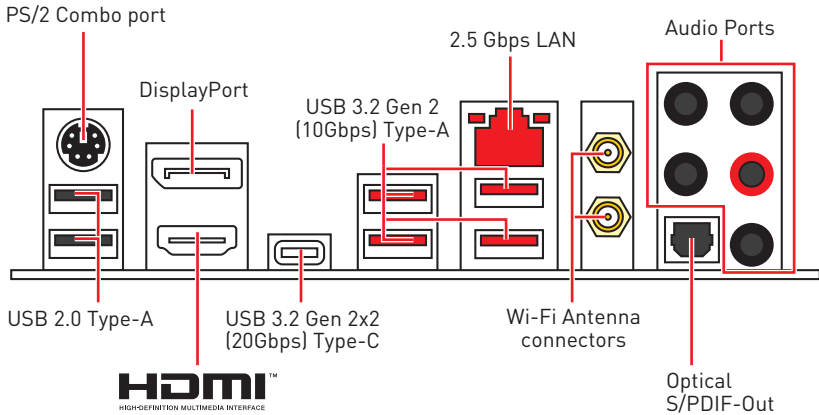 PS/2 Combo port
DisplayPort
USB 3.2 Gen 2
(10Gbps) Type-A
2.5 Gbps LAN
Audio Ports
USB 2.0 Type-A
USB 3.2 Gen 2x2
(20Gbps) Type-C
Wi-Fi Antenna
connectors
HDMI™
HIGH-DEFINITION MULTIMEDIA INTERFACE
Optical
S/PDIF-Out